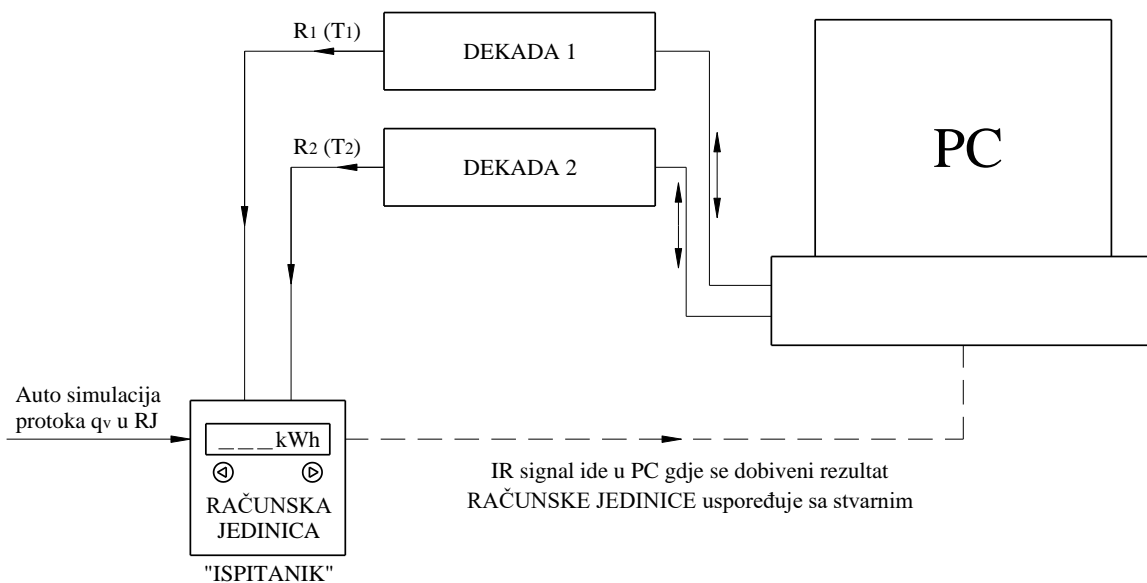 R1 (T1)
DEKADA 1
R2 (T2)
DEKADA 2
PC
Auto simulacija
protoka qv u RJ
___kWh
RAČUNSKA
JEDINICA
"ISPITANIK"
IR signal ide u PC gdje se dobiveni rezultat
RAČUNSKE JEDINICE uspoređuje sa stvarnim